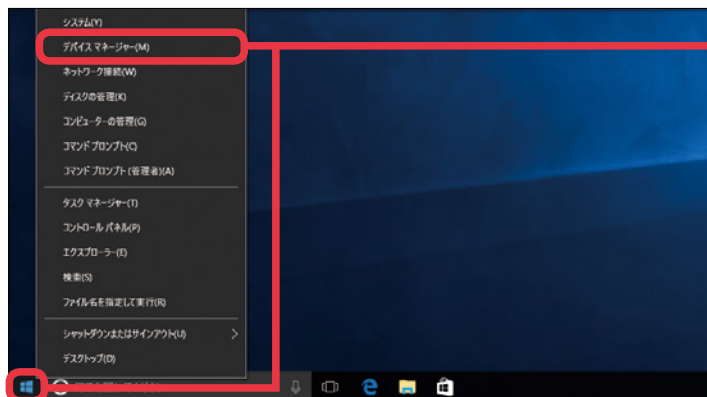 システム(Y)
デバイス マネージャー(M)
ネットワーク接続(W)
ディスクの管理(K)
コンピューターの管理(G)
コマンド プロンプト(C)
コマンド プロンプト (管理者)(A)
タスク マネージャー(T)
コントロール パネル(P)
エクスプローラー(E)
検索(S)
ファイル名を指定して実行(R)
シャットダウンまたはサインアウト(U)
デスクトップ(D)